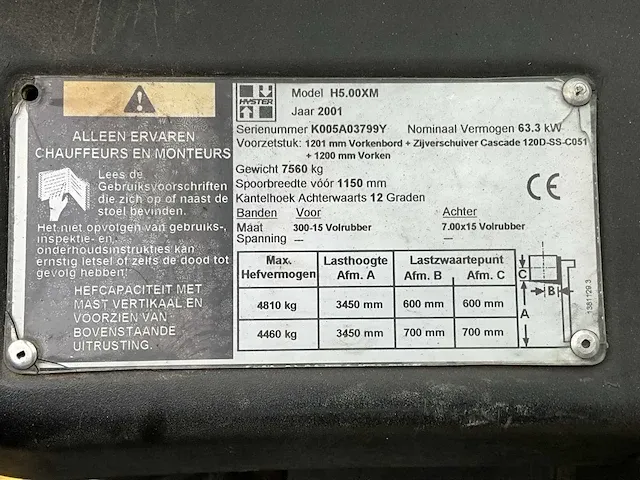 ALLEEN ERVAREN
CHAUFFEURS EN MONTEURS
Lees de
Gebruiksvoorschriften
die zich op of naast de
stoel bevinden.
Het niet opvolgen van gebruiks-,
inspektie- en
onderhoudsinstrukties kan
ernstig letsel of zelfs de dood tot
gevolg hebben.
HEFCAPACITEIT MET
MAST VERTIKAAL EN
VOORZIEN VAN
BOVENSTAANDE
UITRUSTING.
HYSTER
Model H5.00XM
Jaar 2001
Serienummer K005A03799Y Nominaal Vermogen 63.3 kW
Voorzetstuk: 1201 mm Vorkenbord + Zijverschuiver Cascade 120D-SS-C051
+ 1200 mm Vorken
Gewicht 7560 kg
Spoorbreedte vóór 1150 mm
Kantelhoek Achterwaarts 12 Graden
CE
Banden Voor Achter
Maat 300-15 Volrubber 7.00x15 Volrubber
Spanning — —
Max. Hefvermogen Lasthoogte Afm. A Lastzwaartepunt Afm. B Afm. C
4810 kg 3450 mm 600 mm 600 mm
4460 kg 3450 mm 700 mm 700 mm
C
B
A